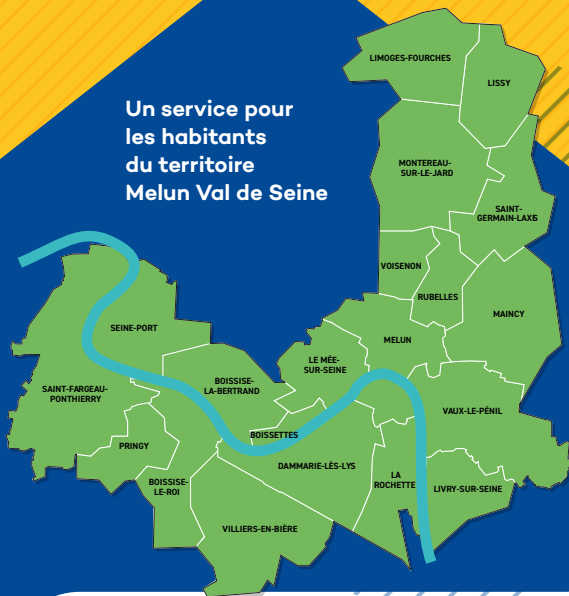 LIMOGES-FOURCHES
LISSY
Un service pour
les habitants
du territoire
Melun Val de Seine
MONTEREAU-
SUR-LE-JARD
SAINT-
GERMAIN-LAXIS
VOISENON
RUBELLES
MAINCY
SEINE-PORT
MELUN
LE MÉE-
SUR-SEINE
SAINT-FARGEAU-
PONTHIERRY
BOISSISE-
LA-BERTRAND
VAUX-LE-PÉNIL
BOISSETTES
PRINGY
DAMMARIE-LÈS-LYS
LA
ROCHETTE
BOISSISE-
LE-ROI
LIVRY-SUR-SEINE
VILLIERS-EN-BIÈRE